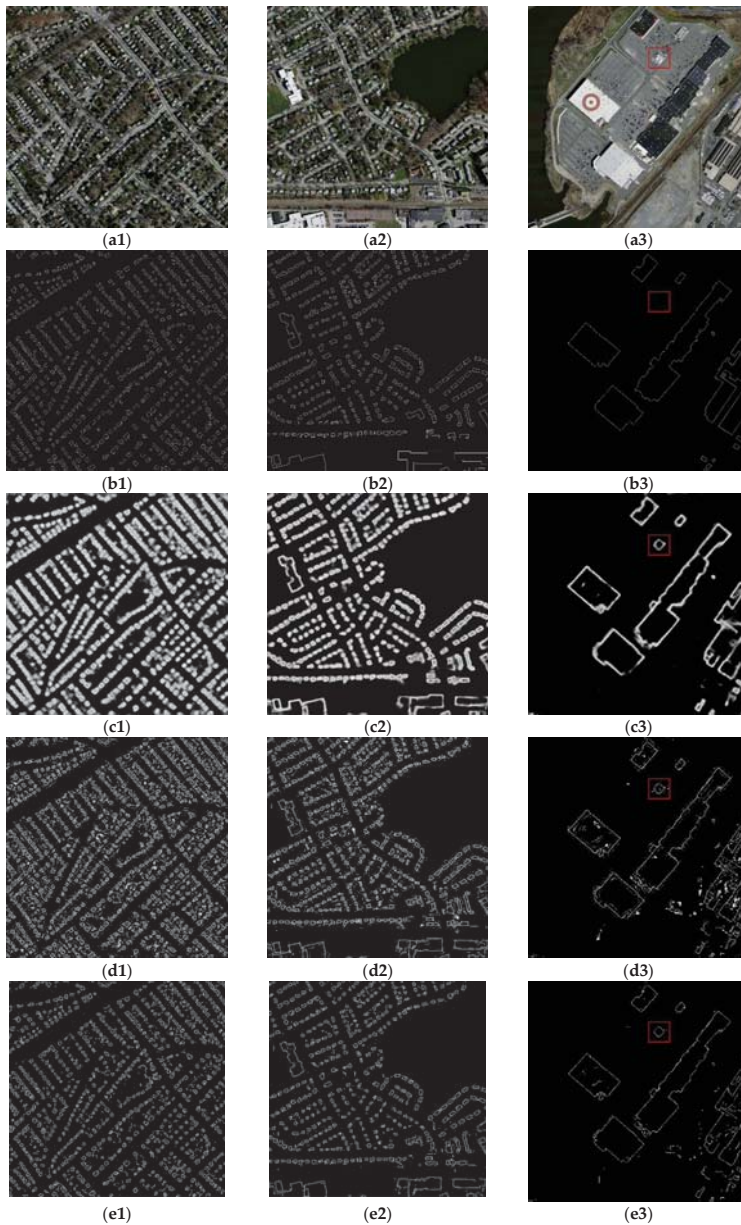 (a1) (a2) (a3)
(b1) (b2) (b3)
(c1) (c2) (c3)
(d1) (d2) (d3)
(e1) (e2) (e3)